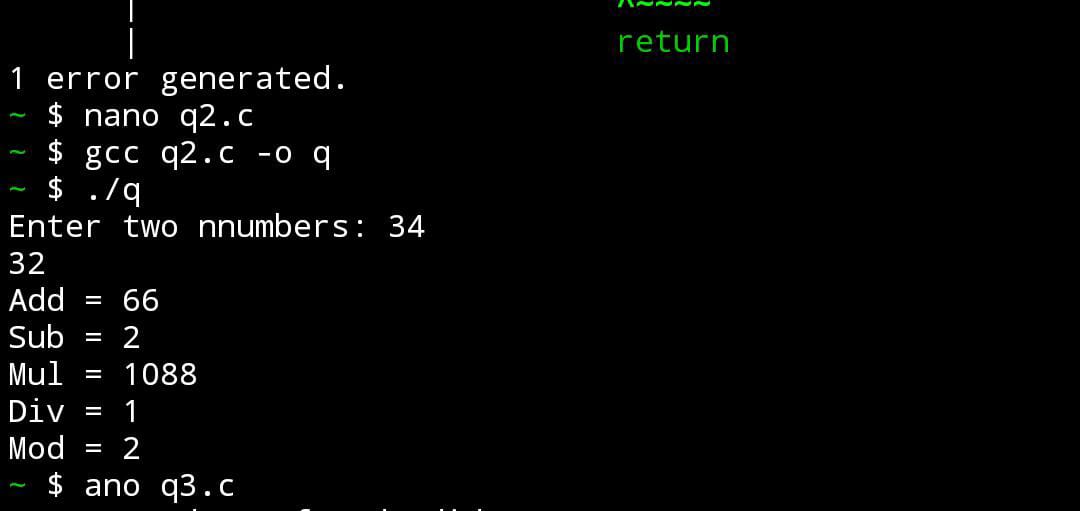 ^~~~~
return
1 error generated.
~ $ nano q2.c
~ $ gcc q2.c -o q
~ $ ./q
Enter two nnumbers: 34
32
Add = 66
Sub = 2
Mul = 1088
Div = 1
Mod = 2
~ $ ano q3.c